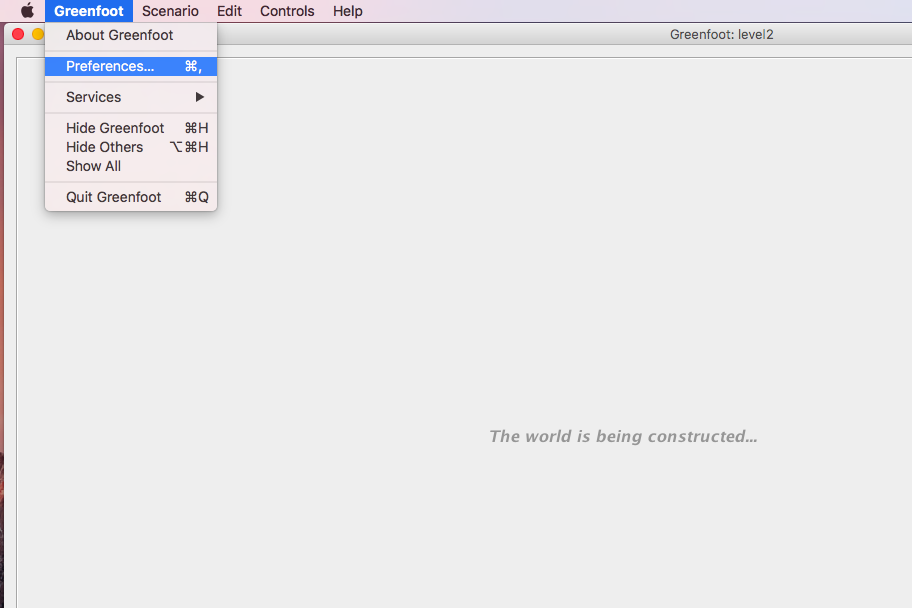 Greenfoot Scenario Edit Controls Help
Greenfoot: level2
About Greenfoot
Preferences... ⌘,
Services ▶
Hide Greenfoot ⌘H
Hide Others ⌥⌘H
Show All
Quit Greenfoot ⌘Q
The world is being constructed...